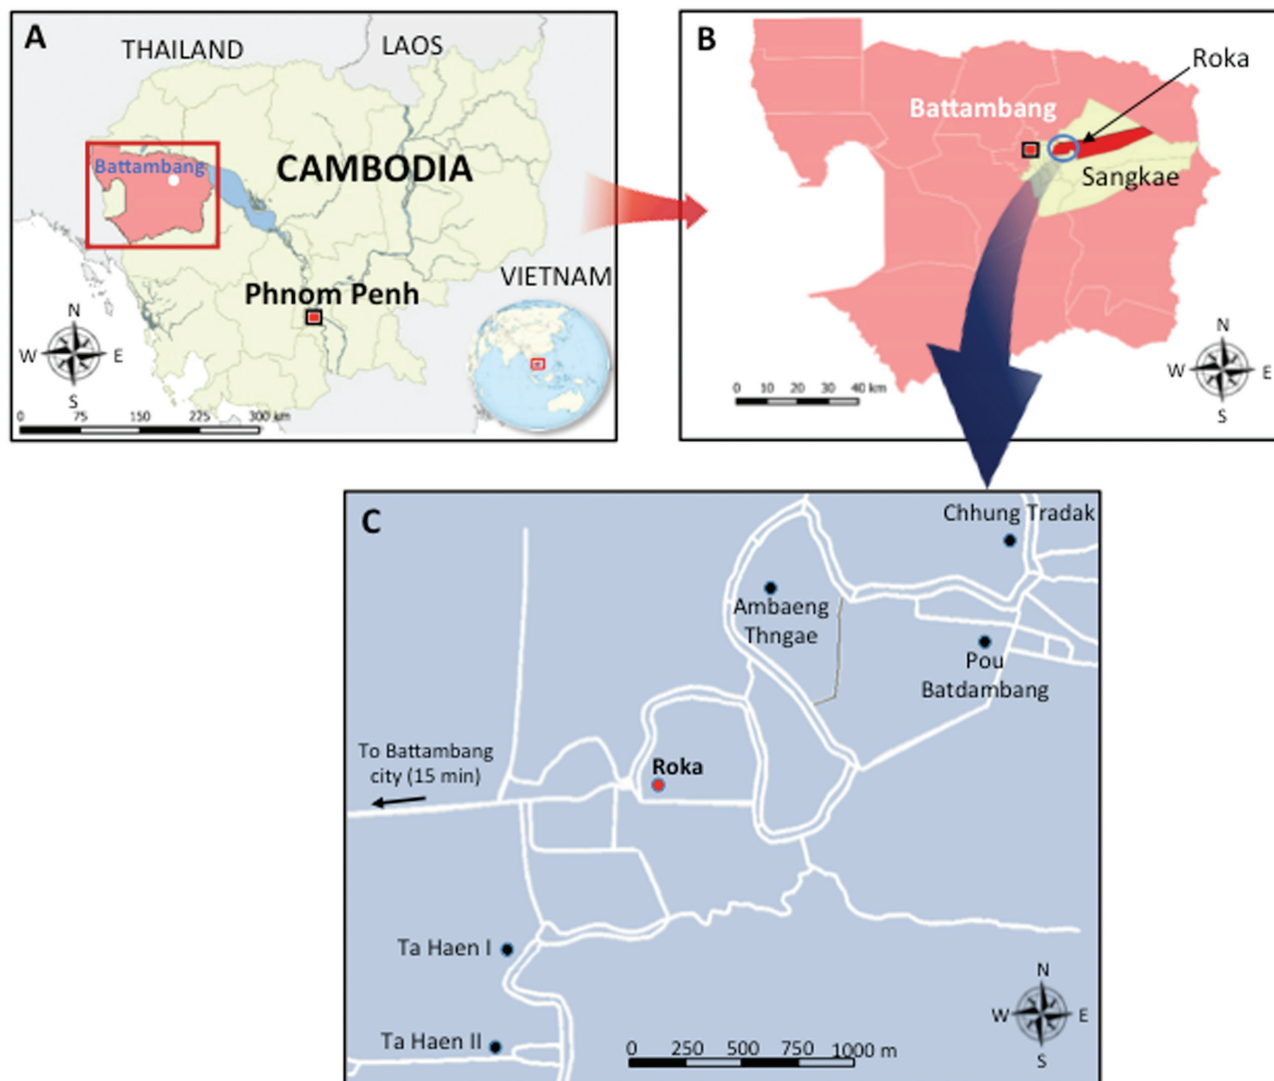 A
THAILAND
LAOS
Battambang
CAMBODIA
VIETNAM
Phnom Penh
N
W
E
S
0 75 150 225 300 km
B
Roka
Battambang
Sangkae
0 10 20 30 40 km
N
W
E
S
C
Chhung Tradak
Ambaeng
Thngae
Pou
Batdambang
To Battambang
city (15 min)
Roka
Ta Haen I
Ta Haen II
0 250 500 750 1000 m
N
W
E
S